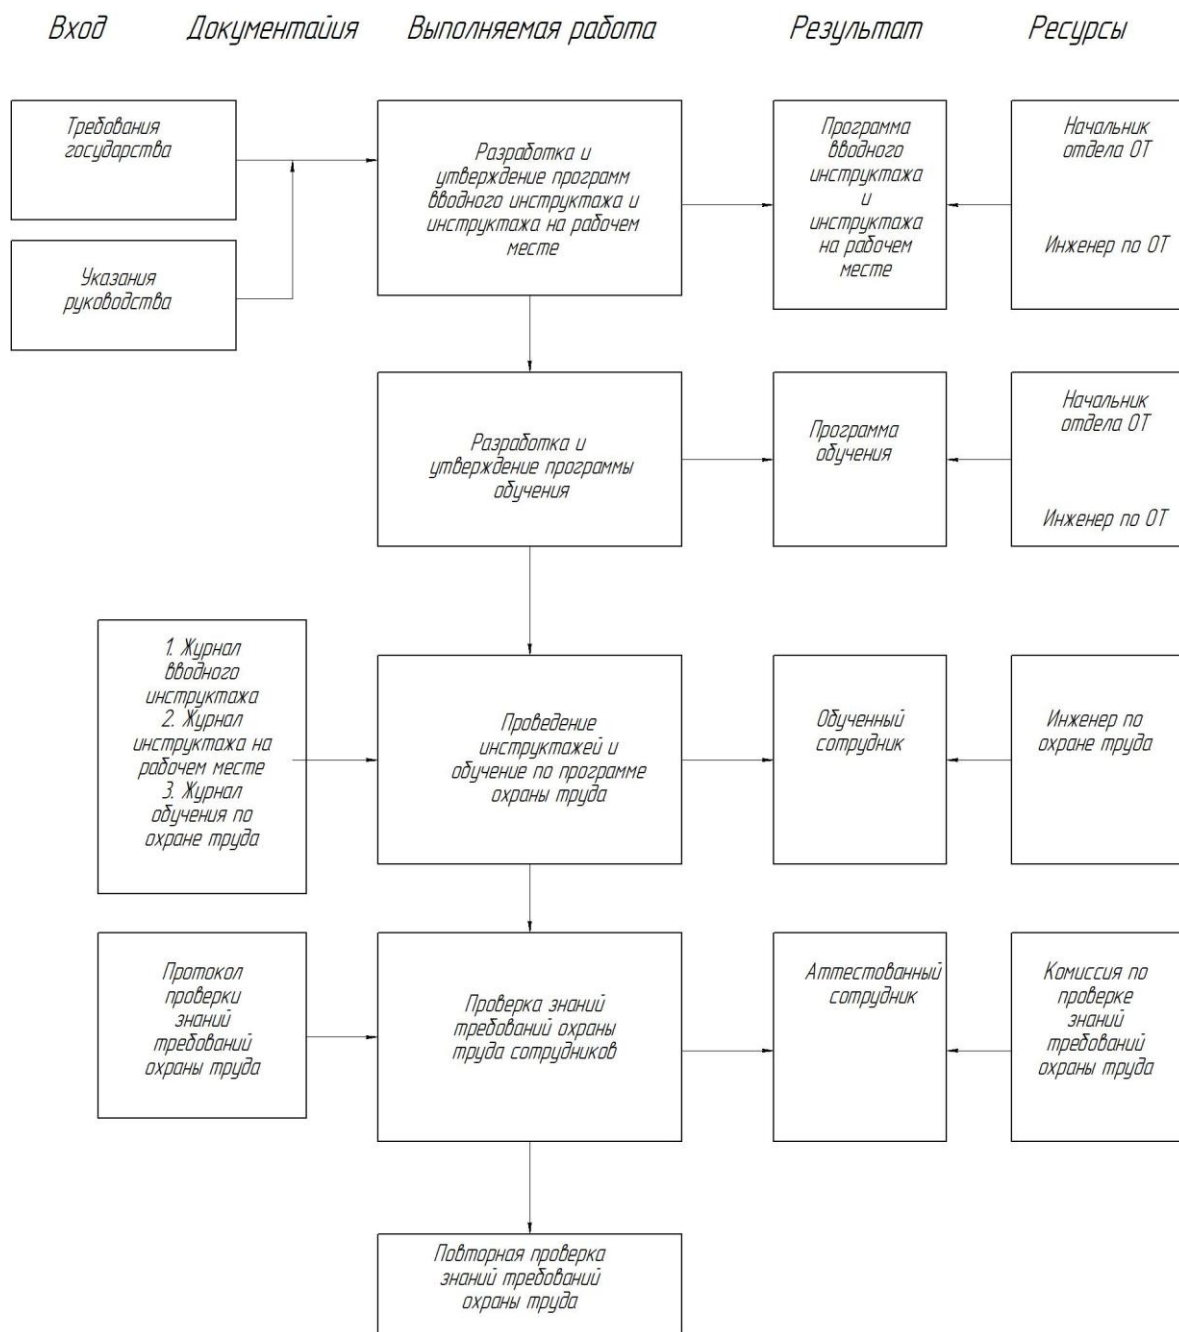 Вход Документайия Выполняемая работа Результат Ресурсы
Требования
государства
Указания
руководства
Разработка и
утверждение программ
вводного инструктажа и
инструктажа на рабочем
месте
Программа
вводного
инструктажа
и
инструктажа
на рабочем
месте
Начальник
отдела ОТ
Инженер по ОТ
Разработка и
утверждение программы
обучения
Программа
обучения
Начальник
отдела ОТ
Инженер по ОТ
1. Журнал
вводного
инструктажа
2. Журнал
инструктажа на
рабочем месте
3. Журнал
обучения по
охране труда
Проведение
инструктажей и
обучение по программе
охраны труда
Обученный
сотрудник
Инженер по
охране труда
Протокол
проверки
знаний
требований
охраны труда
Проверка знаний
требований охраны
труда сотрудников
Аттестованный
сотрудник
Комиссия по
проверке
знаний
требований
охраны труда
Повторная проверка
знаний требований
охраны труда